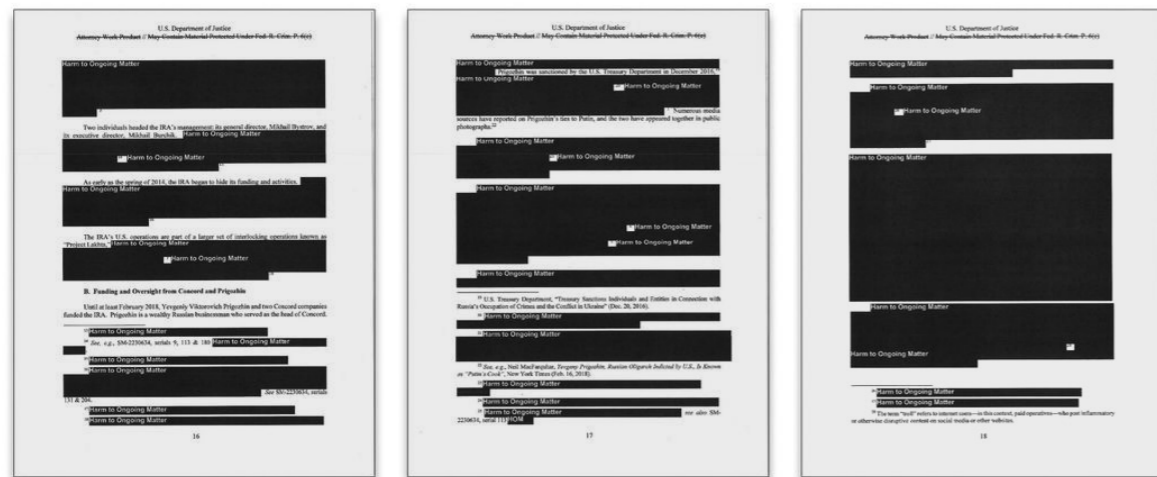 U.S. Department of Justice
Attorney Work Product // May Contain Material Protected Under Fed. R. Crim. P. 6(e)
Harm to Ongoing Matter
Two individuals headed the IRA's management: its general director, Mikhail Bystrov, and
its executive director, Mikhail Burchik. Harm to Ongoing Matter
Harm to Ongoing Matter
As early as the spring of 2014, the IRA began to hide its funding and activities.
Harm to Ongoing Matter
The IRA's U.S. operations are part of a larger set of interlocking operations known as
"Project Lakhta," Harm to Ongoing Matter
Harm to Ongoing Matter
B. Funding and Oversight from Concord and Prigozhin
Until at least February 2018, Yevgeniy Viktorovich Prigozhin and two Concord companies
funded the IRA. Prigozhin is a wealthy Russian businessman who served as the head of Concord.
Harm to Ongoing Matter
See, e.g., SM-2230634, serials 9, 113 & 180 Harm to Ongoing Matter
Harm to Ongoing Matter
Harm to Ongoing Matter
See SM-2230634, serials
131 & 204.
Harm to Ongoing Matter
Harm to Ongoing Matter
16
U.S. Department of Justice
Attorney Work Product // May Contain Material Protected Under Fed. R. Crim. P. 6(e)
Harm to Ongoing Matter
Prigozhin was sanctioned by the U.S. Treasury Department in December 2016,
Harm to Ongoing Matter
Harm to Ongoing Matter
Numerous media
sources have reported on Prigozhin's ties to Putin, and the two have appeared together in public
photographs.22
Harm to Ongoing Matter
Harm to Ongoing Matter
Harm to Ongoing Matter
Harm to Ongoing Matter
Harm to Ongoing Matter
Harm to Ongoing Matter
U.S. Treasury Department, "Treasury Sanctions Individuals and Entities in Connection with
Russia's Occupation of Crimea and the Conflict in Ukraine" (Dec. 20, 2016).
Harm to Ongoing Matter
Harm to Ongoing Matter
22 See, e.g., Neil MacFarquhar, Yevgeny Prigozhin, Russian Oligarch Indicted by U.S., Is Known
as "Putin's Cook", New York Times (Feb. 16, 2018).
Harm to Ongoing Matter
Harm to Ongoing Matter
Harm to Ongoing Matter see also SM-
2230634, serial 113 HOM
17
U.S. Department of Justice
Attorney Work Product // May Contain Material Protected Under Fed. R. Crim. P. 6(e)
Harm to Ongoing Matter
Harm to Ongoing Matter
Harm to Ongoing Matter
Harm to Ongoing Matter
Harm to Ongoing Matter
Harm to Ongoing Matter
Harm to Ongoing Matter
Harm to Ongoing Matter
The term "troll" refers to internet users—in this context, paid operatives—who post inflammatory
or otherwise disruptive content on social media or other websites.
18